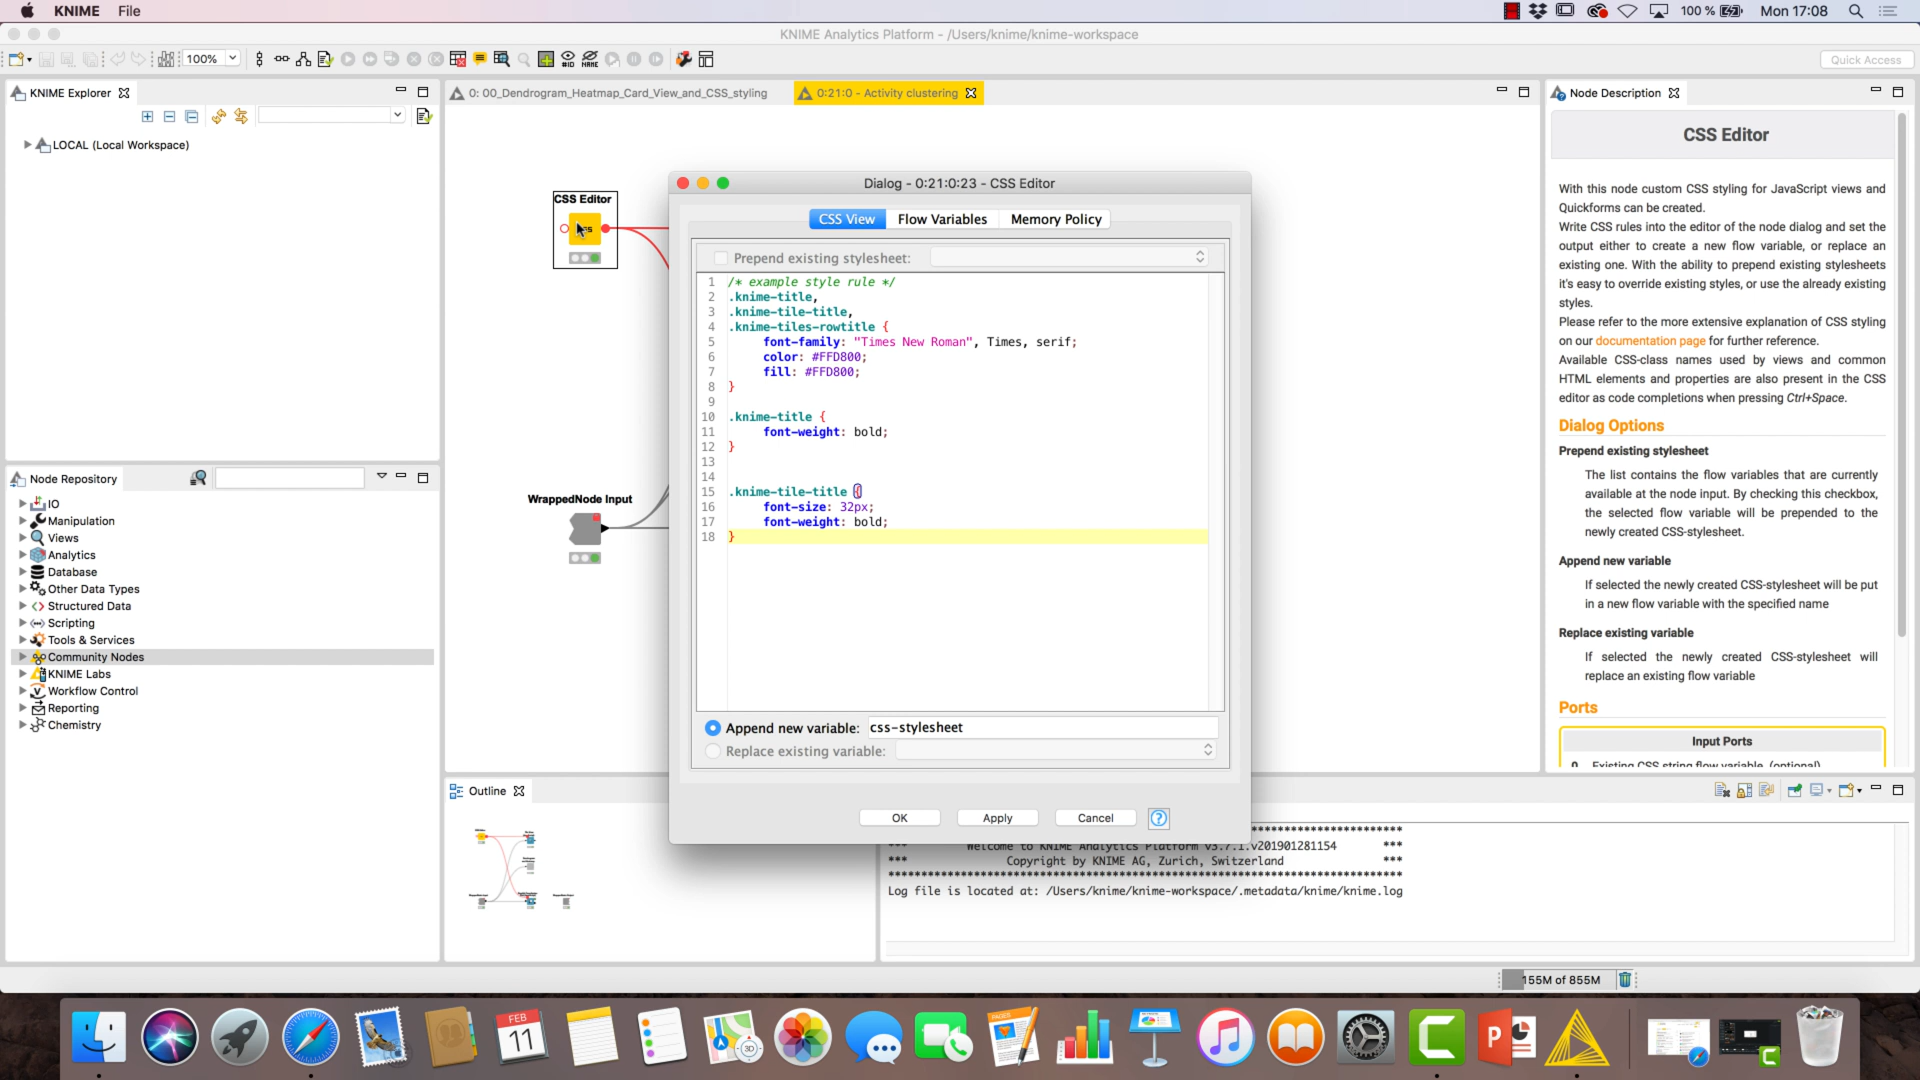 KNIME File
100 % Mon 17:08
KNIME Analytics Platform - /Users/knime/knime-workspace
100%
Quick Access
KNIME Explorer
LOCAL (Local Workspace)
Node Repository
IO
Manipulation
Views
Analytics
Database
Other Data Types
Structured Data
Scripting
Tools & Services
Community Nodes
KNIME Labs
Workflow Control
Reporting
Chemistry
0: 00_Dendrogram_Heatmap_Card_View_and_CSS_styling
0:21:0 - Activity clustering
CSS Editor
WrappedNode Input
Dialog - 0:21:0:23 - CSS Editor
CSS View Flow Variables Memory Policy
Prepend existing stylesheet:
1 /* example style rule */
2 .knime-title,
3 .knime-tile-title,
4 .knime-tiles-rowtitle {
5 font-family: "Times New Roman", Times, serif;
6 color: #FFD800;
7 fill: #FFD800;
8 }
9
10 .knime-title {
11 font-weight: bold;
12 }
13
14
15 .knime-tile-title {
16 font-size: 32px;
17 font-weight: bold;
18 }
Append new variable: css-stylesheet
Replace existing variable:
OK Apply Cancel ?
Node Description
CSS Editor
With this node custom CSS styling for JavaScript views and
Quickforms can be created.
Write CSS rules into the editor of the node dialog and set the
output either to create a new flow variable, or replace an
existing one. With the ability to prepend existing stylesheets
it's easy to override existing styles, or use the already existing
styles.
Please refer to the more extensive explanation of CSS styling
on our documentation page for further reference.
Available CSS-class names used by views and common
HTML elements and properties are also present in the CSS
editor as code completions when pressing Ctrl+Space.
Dialog Options
Prepend existing stylesheet
The list contains the flow variables that are currently
available at the node input. By checking this checkbox,
the selected flow variable will be prepended to the
newly created CSS-stylesheet.
Append new variable
If selected the newly created CSS-stylesheet will be put
in a new flow variable with the specified name
Replace existing variable
If selected the newly created CSS-stylesheet will
replace an existing flow variable
Ports
Input Ports
0 Existing CSS string flow variable (optional)
Outline
*** Welcome to KNIME Analytics Platform v3.7.1.v201901281154 ***
*** Copyright by KNIME AG, Zurich, Switzerland ***
Log file is located at: /Users/knime/knime-workspace/.metadata/knime/knime.log
155M of 855M
FEB
11
3D